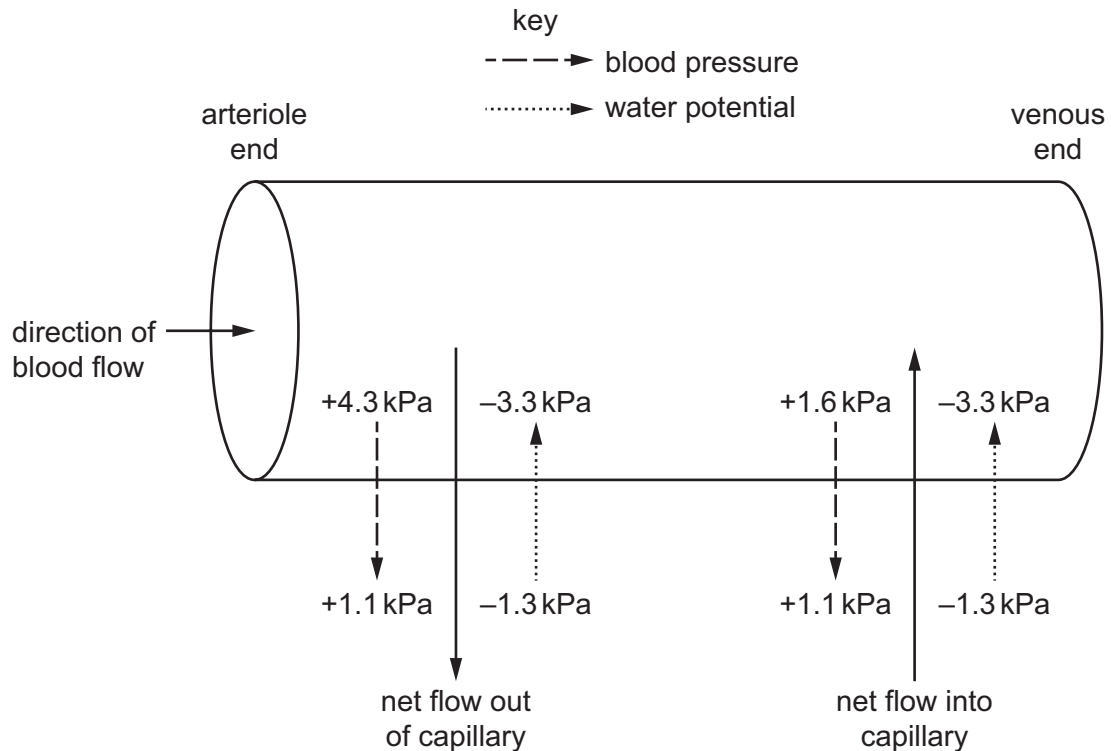 key
blood pressure
water potential
arteriole
end
venous
end
direction of
blood flow
+4.3 kPa
–3.3 kPa
+1.6 kPa
–3.3 kPa
+1.1 kPa
–1.3 kPa
+1.1 kPa
–1.3 kPa
net flow out
of capillary
net flow into
capillary